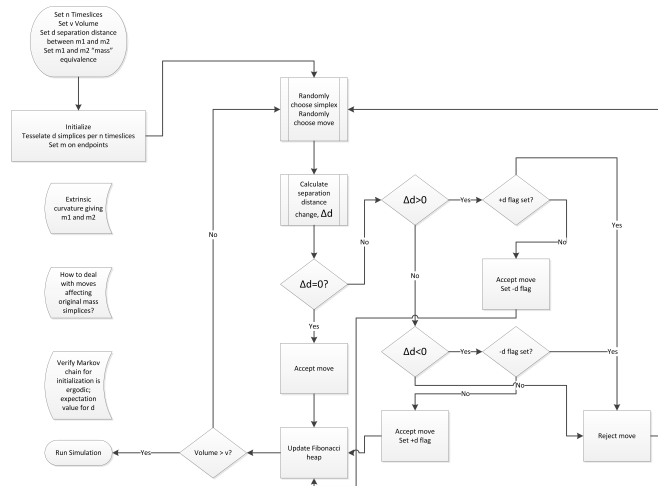 Set n Timeslices
Set v Volume
Set d separation distance
between m1 and m2
Set m1 and m2 "mass"
equivalence
Initialize
Tesselate d simplices per n timeslices
Set m on endpoints
Randomly
choose simplex
Randomly
choose move
Extrinsic
curvature giving
m1 and m2
Calculate
separation
distance
change, Δd
Δd>0
Yes
+d flag set?
Yes
No
No
No
How to deal
with moves
affecting
original mass
simplices?
Δd=0?
No
Accept move
Set -d flag
Yes
Δd<0
Yes
-d flag set?
Yes
Verify Markov
chain for
initialization is
ergodic;
expectation
value for d
Accept move
No
No
Run Simulation
Yes
Volume > v?
Update Fibonacci
heap
Accept move
Set +d flag
Reject move